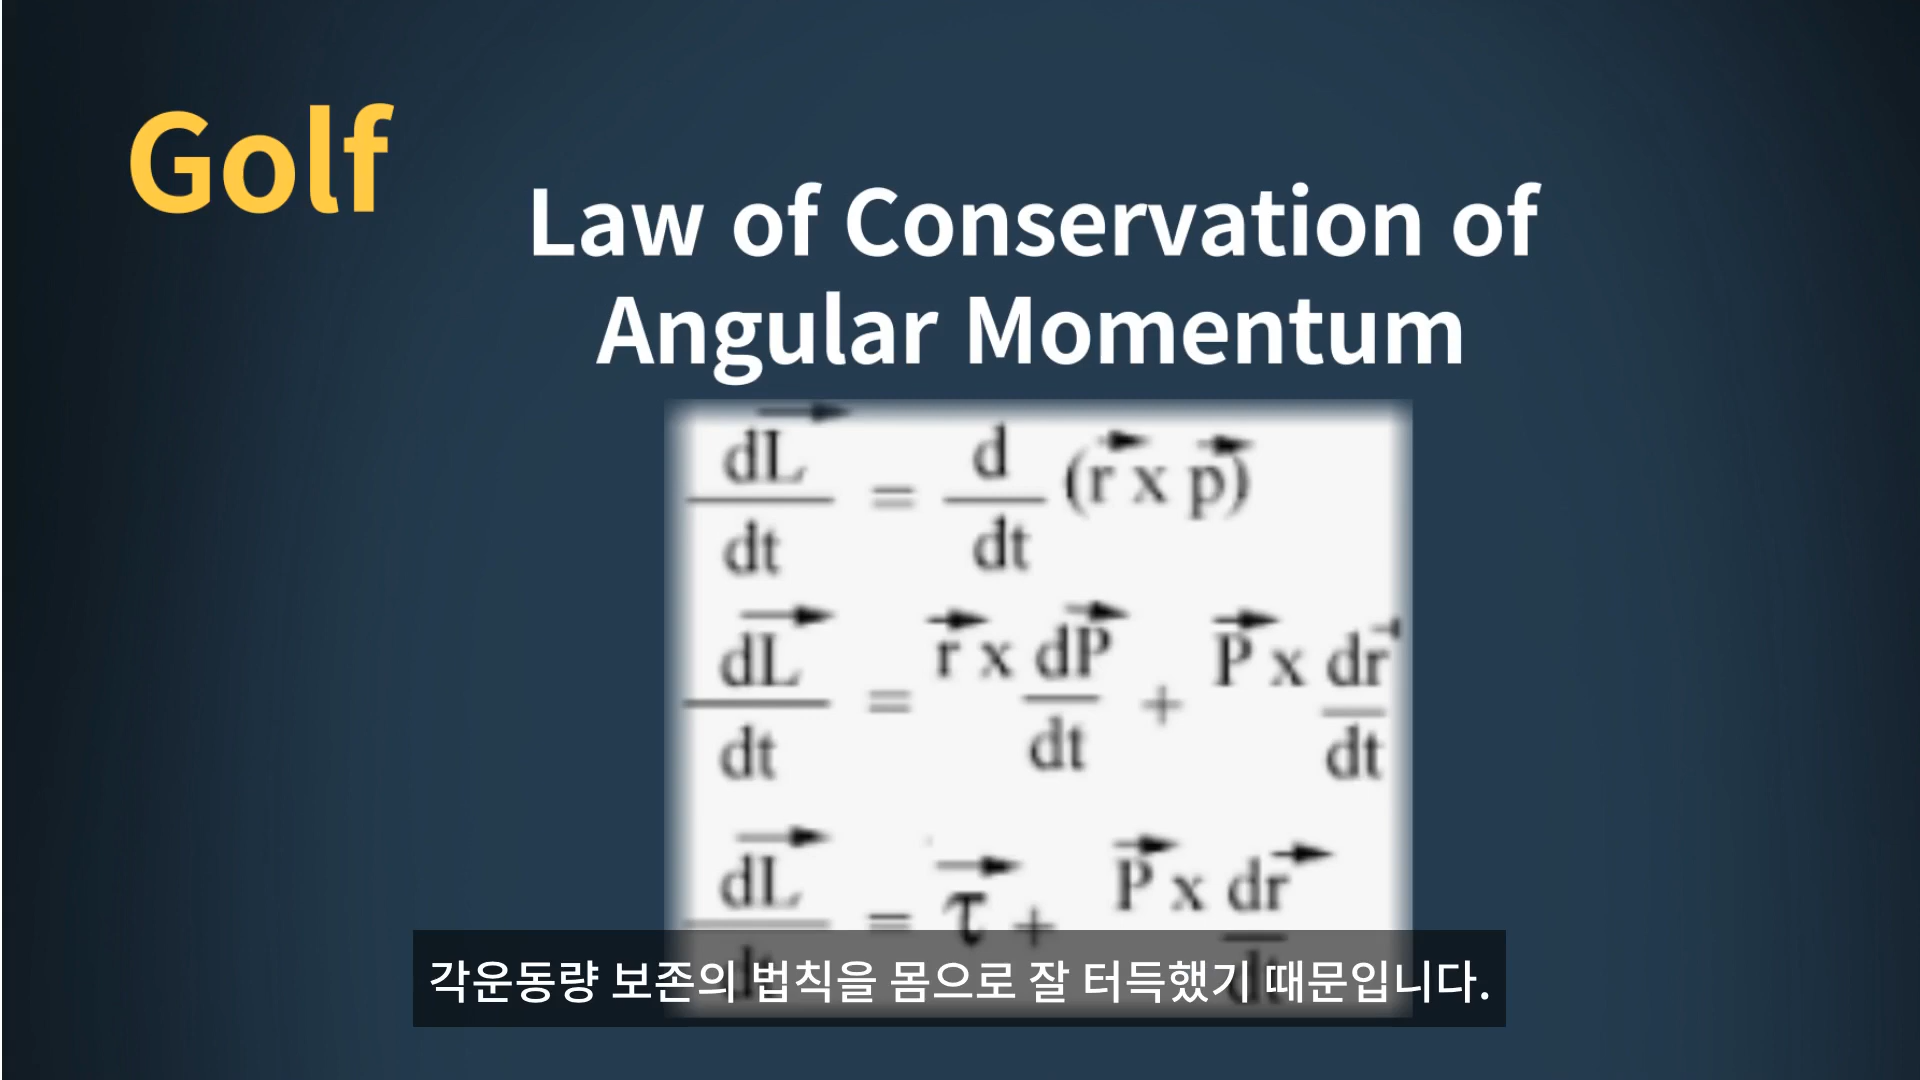 Golf
Law of Conservation of
Angular Momentum
dL⃗/dt = d/dt (r⃗ x p⃗)
dL⃗/dt = r⃗ x dP⃗/dt + P⃗ x dr⃗/dt
dL⃗/dt = τ⃗ + P⃗ x dr⃗/dt
각운동량 보존의 법칙을 몸으로 잘 터득했기 때문입니다.